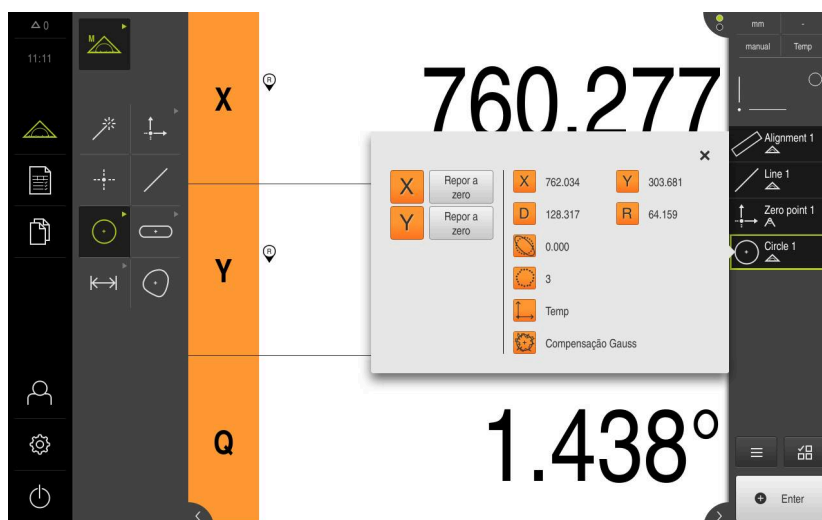 0
11:11
M
X
R
760.277
Y
R
Q
1.438°
X
Repor a
zero
Y
Repor a
zero
X
762.034
Y
303.681
D
128.317
R
64.159
0.000
3
Temp
Compensação Gauss
mm
-
manual
Temp
Alignment 1
Line 1
Zero point 1
Circle 1
Enter